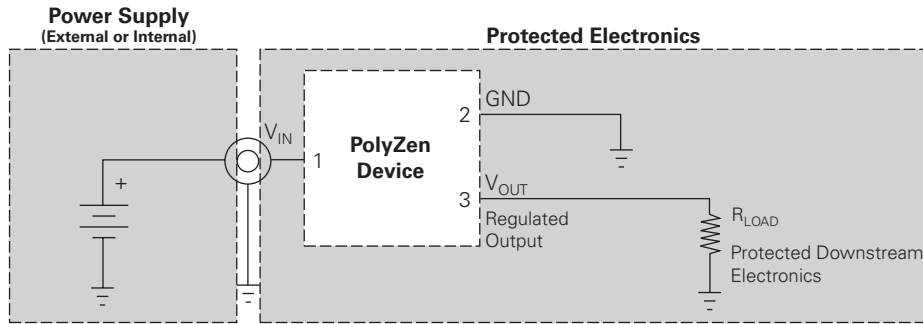 Power Supply
(External or Internal)
Protected Electronics
+
V_IN
1
PolyZen
Device
2
GND
3
V_OUT
Regulated
Output
R_LOAD
Protected Downstream
Electronics